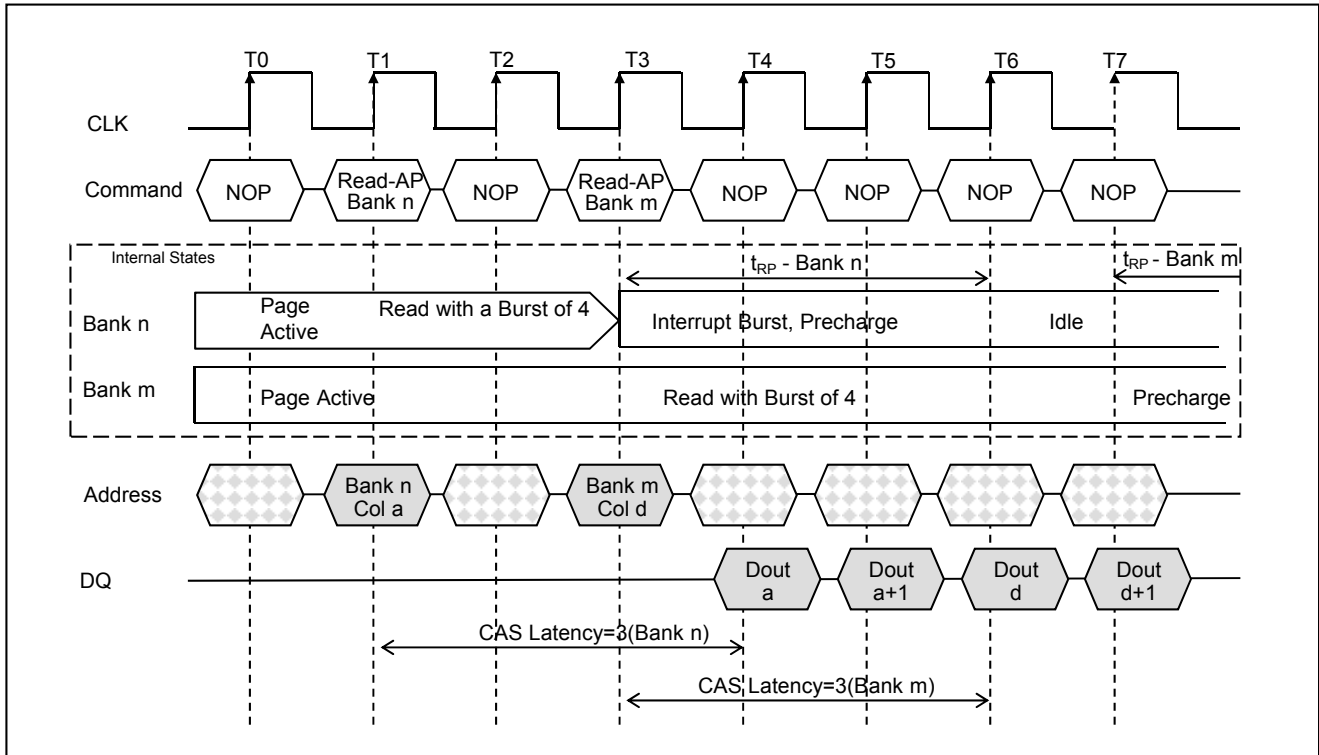 T0 T1 T2 T3 T4 T5 T6 T7
CLK
Command
NOP
Read-AP
Bank n
NOP
Read-AP
Bank m
NOP
NOP
NOP
NOP
Internal States
tRP - Bank n
tRP - Bank m
Bank n
Page
Active
Read with a Burst of 4
Interrupt Burst, Precharge
Idle
Bank m
Page Active
Read with Burst of 4
Precharge
Address
Bank n
Col a
Bank m
Col d
DQ
Dout
a
Dout
a+1
Dout
d
Dout
d+1
CAS Latency=3(Bank n)
CAS Latency=3(Bank m)